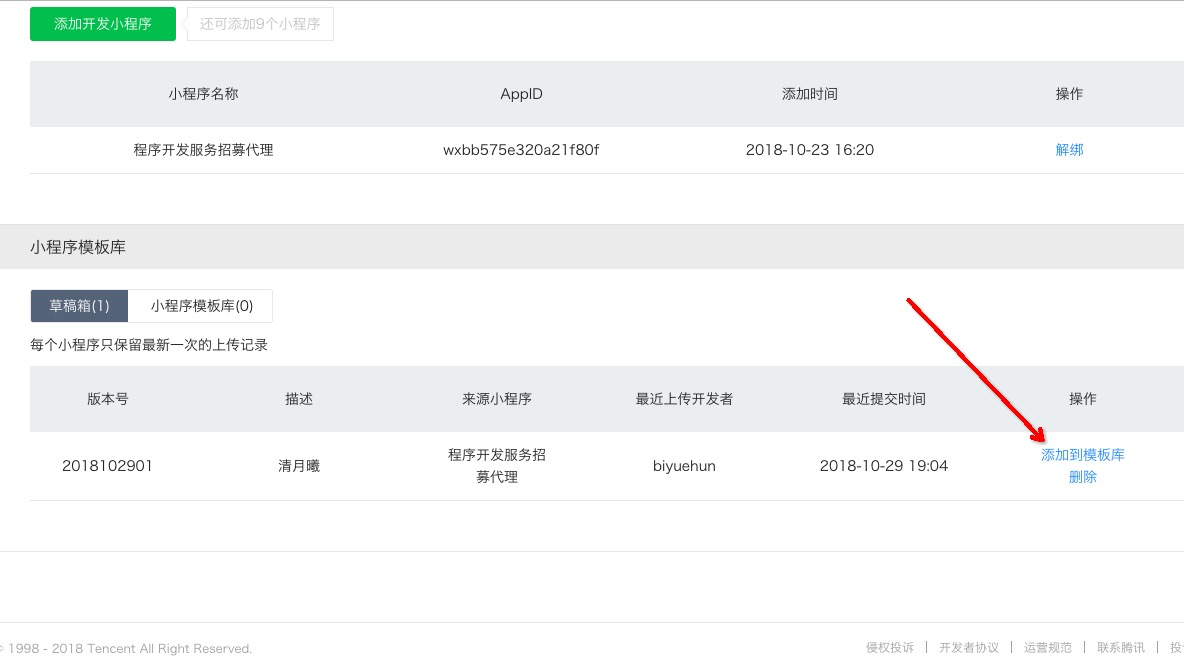 添加开发小程序 还可添加9个小程序
小程序名称 AppID 添加时间 操作
程序开发服务招募代理 wxbb575e320a21f80f 2018-10-23 16:20 解绑
小程序模板库
草稿箱(1) 小程序模板库(0)
每个小程序只保留最新一次的上传记录
版本号 描述 来源小程序 最近上传开发者 最近提交时间 操作
2018102901 清月曦 程序开发服务招 biyuehun 2018-10-29 19:04 添加到模板库
募代理 删除
© 1998 - 2018 Tencent All Right Reserved. 侵权投诉 | 开发者协议 | 运营规范 | 联系腾讯 | 投